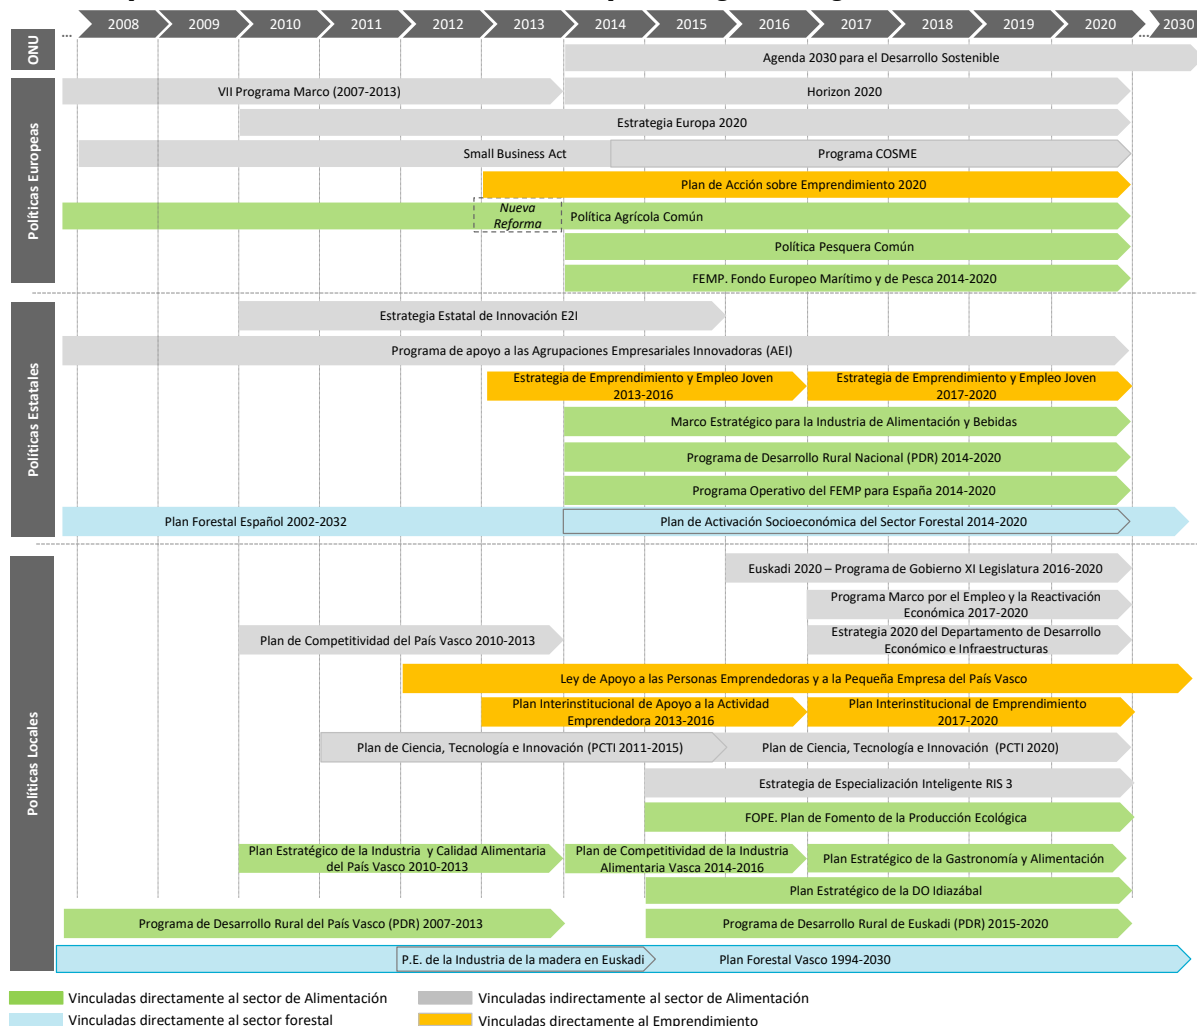 ... 2008 2009 2010 2011 2012 2013 2014 2015 2016 2017 2018 2019 2020 ... 2030
ONU
Agenda 2030 para el Desarrollo Sostenible
Políticas Europeas
VII Programa Marco (2007-2013)
Horizon 2020
Estrategia Europa 2020
Small Business Act
Programa COSME
Plan de Acción sobre Emprendimiento 2020
Nueva
Reforma
Política Agrícola Común
Política Pesquera Común
FEMP. Fondo Europeo Marítimo y de Pesca 2014-2020
Políticas Estatales
Estrategia Estatal de Innovación E2I
Programa de apoyo a las Agrupaciones Empresariales Innovadoras (AEI)
Estrategia de Emprendimiento y Empleo Joven
2013-2016
Estrategia de Emprendimiento y Empleo Joven
2017-2020
Marco Estratégico para la Industria de Alimentación y Bebidas
Programa de Desarrollo Rural Nacional (PDR) 2014-2020
Programa Operativo del FEMP para España 2014-2020
Plan Forestal Español 2002-2032
Plan de Activación Socioeconómica del Sector Forestal 2014-2020
Políticas Locales
Euskadi 2020 – Programa de Gobierno XI Legislatura 2016-2020
Programa Marco por el Empleo y la Reactivación
Económica 2017-2020
Plan de Competitividad del País Vasco 2010-2013
Estrategia 2020 del Departamento de Desarrollo
Económico e Infraestructuras
Ley de Apoyo a las Personas Emprendedoras y a la Pequeña Empresa del País Vasco
Plan Interinstitucional de Apoyo a la Actividad
Emprendedora 2013-2016
Plan Interinstitucional de Emprendimiento
2017-2020
Plan de Ciencia, Tecnología e Innovación (PCTI 2011-2015)
Plan de Ciencia, Tecnología e Innovación (PCTI 2020)
Estrategia de Especialización Inteligente RIS 3
FOPE. Plan de Fomento de la Producción Ecológica
Plan Estratégico de la Industria y Calidad Alimentaria
del País Vasco 2010-2013
Plan de Competitividad de la Industria
Alimentaria Vasca 2014-2016
Plan Estratégico de la Gastronomía y Alimentación
Plan Estratégico de la DO Idiazábal
Programa de Desarrollo Rural del País Vasco (PDR) 2007-2013
Programa de Desarrollo Rural de Euskadi (PDR) 2015-2020
P.E. de la Industria de la madera en Euskadi
Plan Forestal Vasco 1994-2030
Vinculadas directamente al sector de Alimentación
Vinculadas indirectamente al sector de Alimentación
Vinculadas directamente al sector forestal
Vinculadas directamente al Emprendimiento